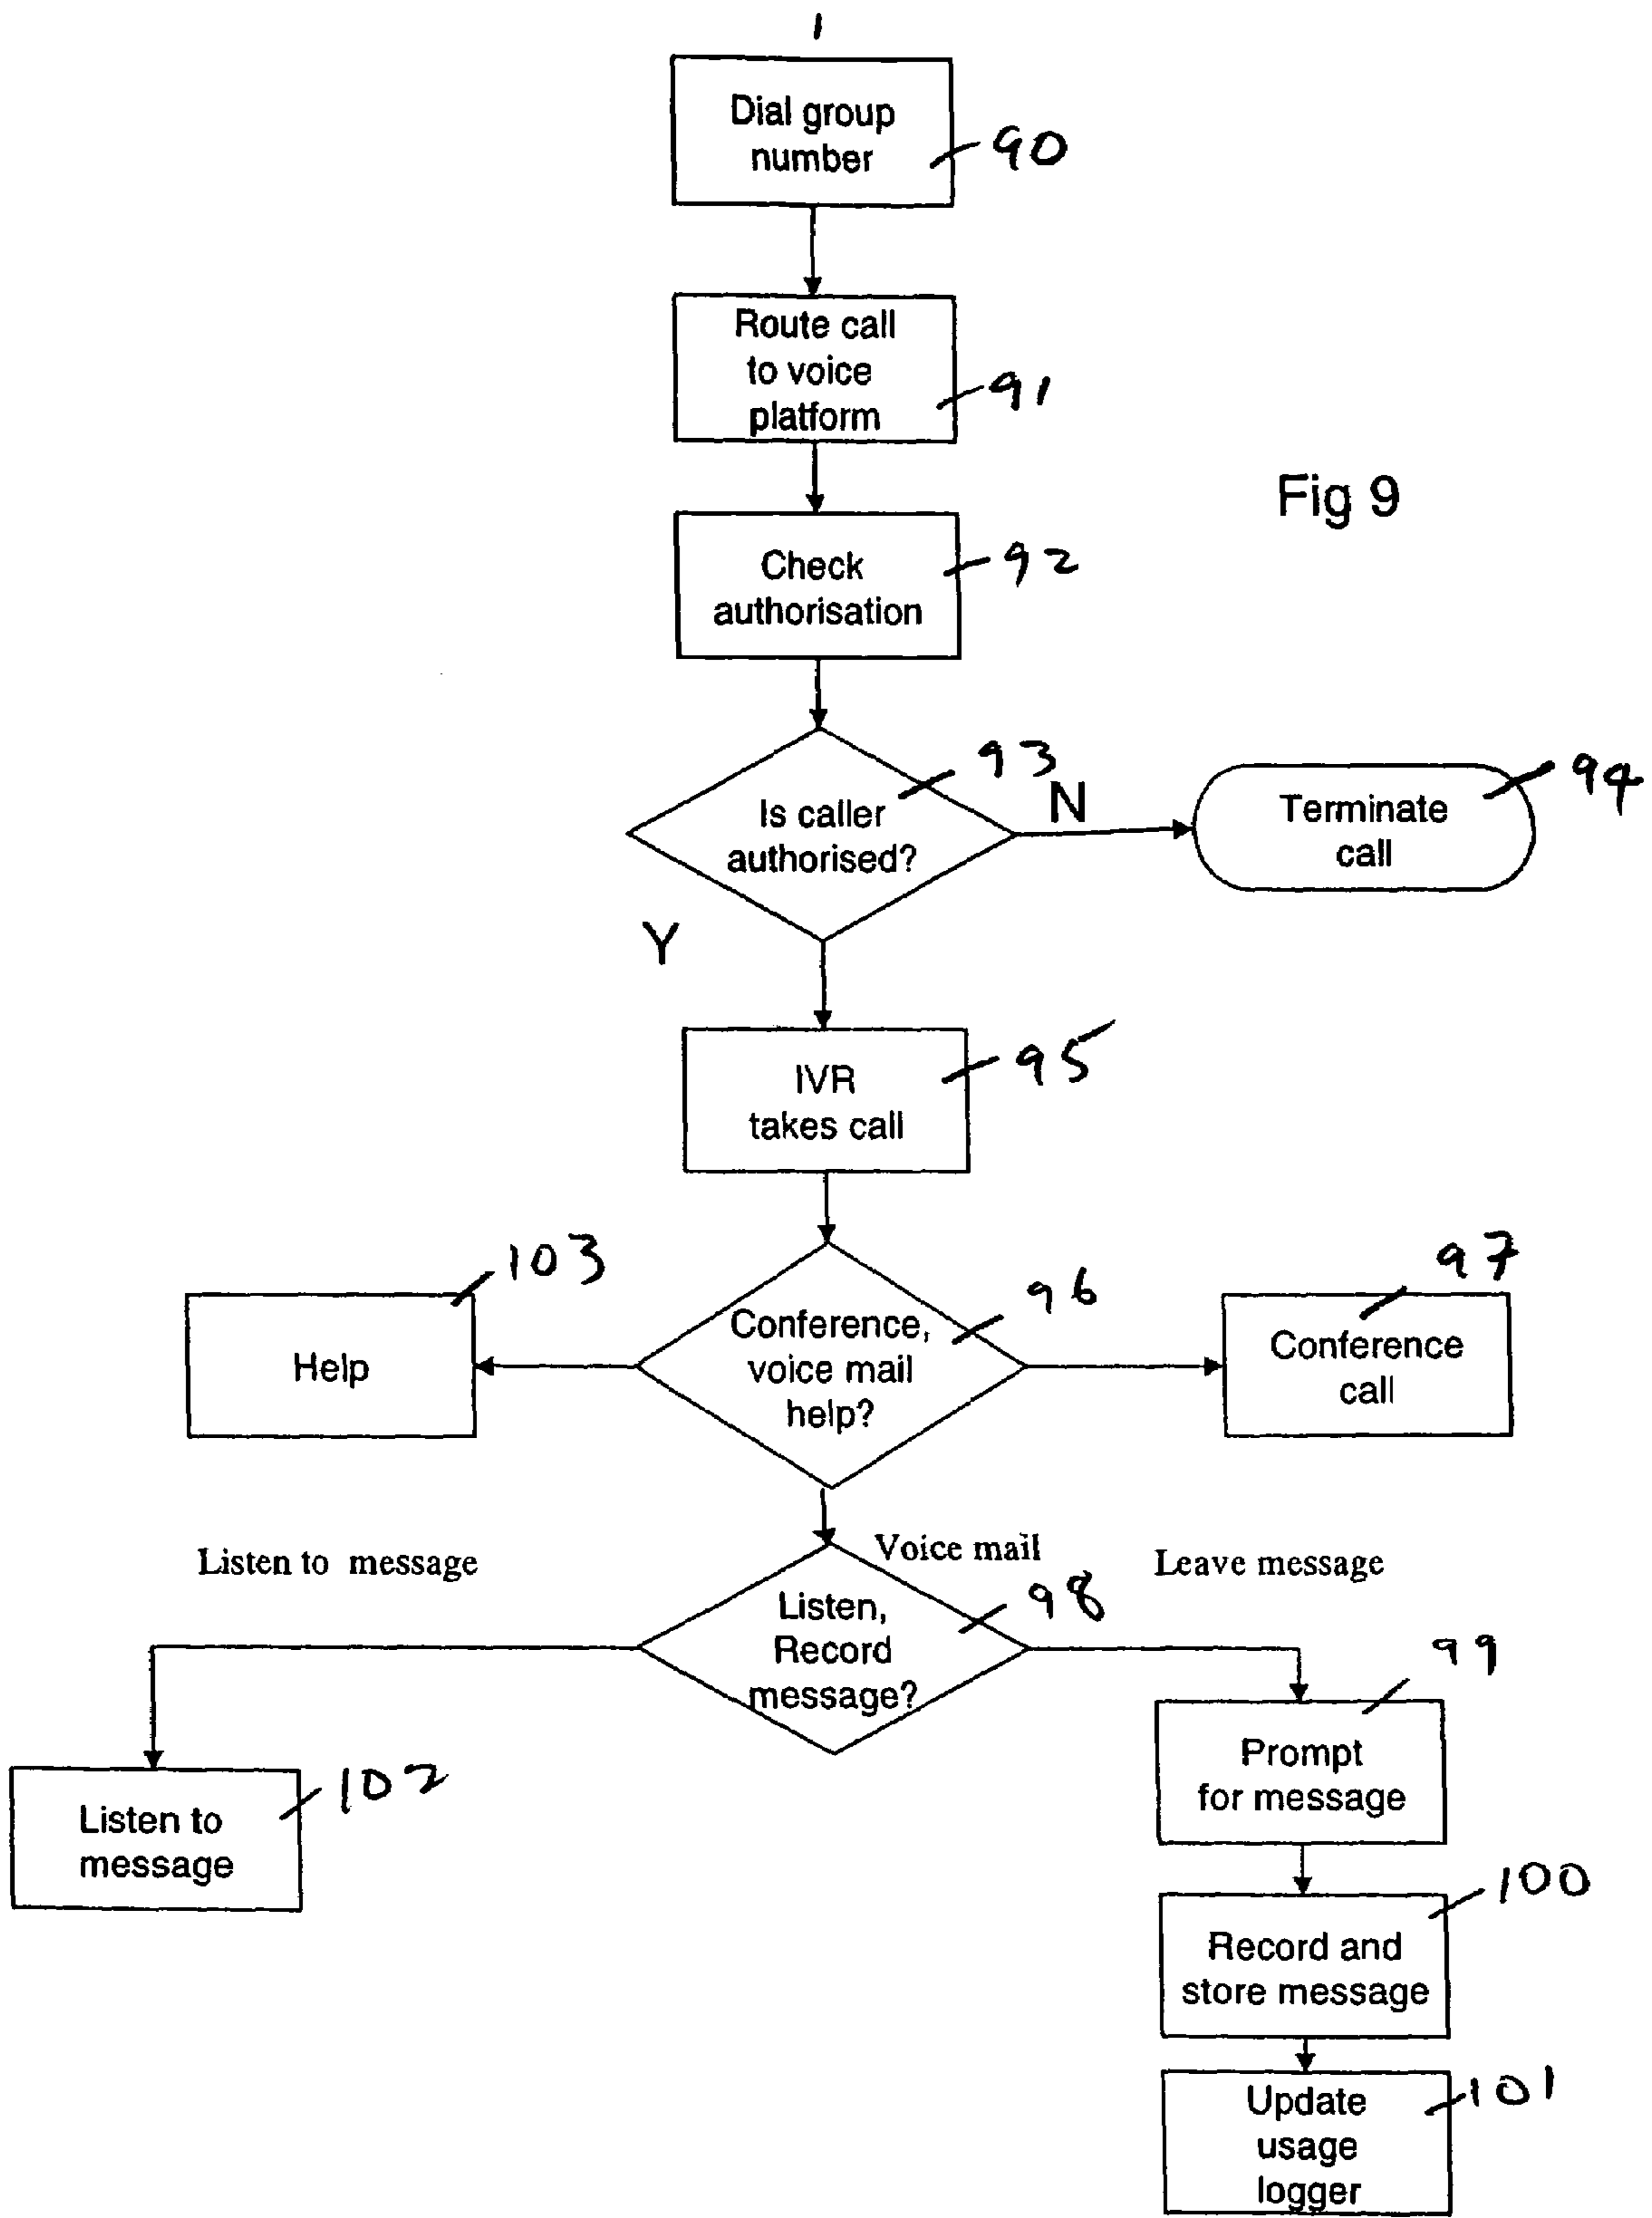 Dial group
number
90
Route call
to voice
platform
91
Fig 9
Check
authorisation
92
Is caller
authorised?
93
N
Terminate
call
94
Y
IVR
takes call
95
Conference,
voice mail
help?
96
Help
103
Conference
call
97
Listen to message
Voice mail
Leave message
Listen,
Record
message?
98
Prompt
for message
99
Listen to
message
102
Record and
store message
100
Update
usage
logger
101